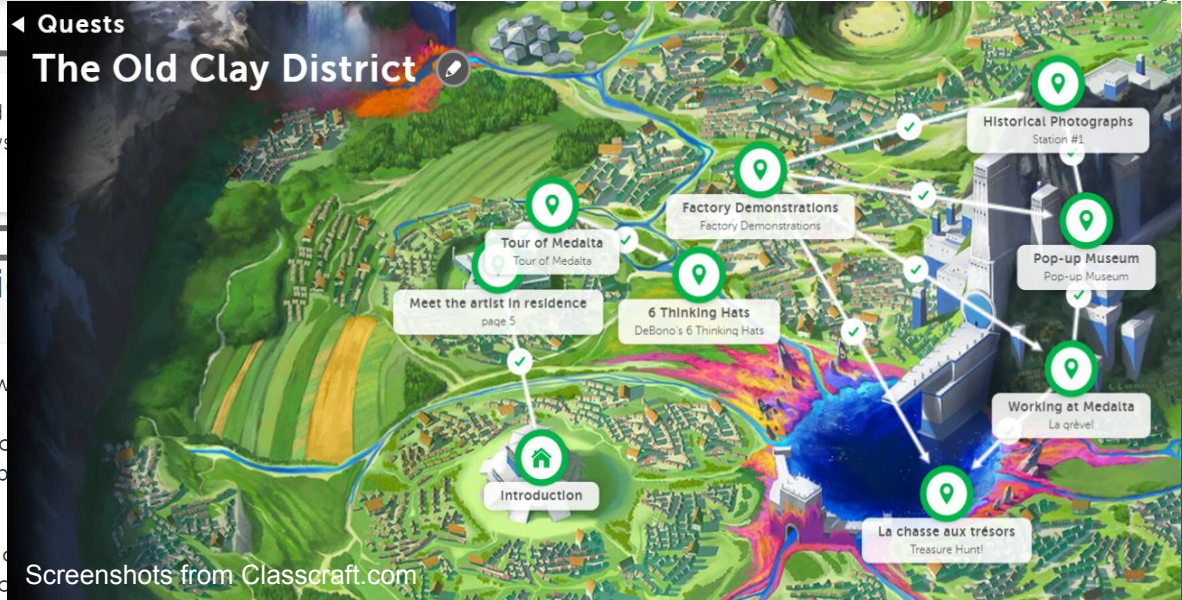 Quests
The Old Clay District
Historical Photographs
Station #1
Factory Demonstrations
Factory Demonstrations
Tour of Medalta
Tour of Medalta
Pop-up Museum
Pop-up Museum
Meet the artist in residence
page 5
6 Thinking Hats
DeBono's 6 Thinking Hats
Working at Medalta
La grève!
Introduction
La chasse aux trésors
Treasure Hunt!
Screenshots from Classcraft.com